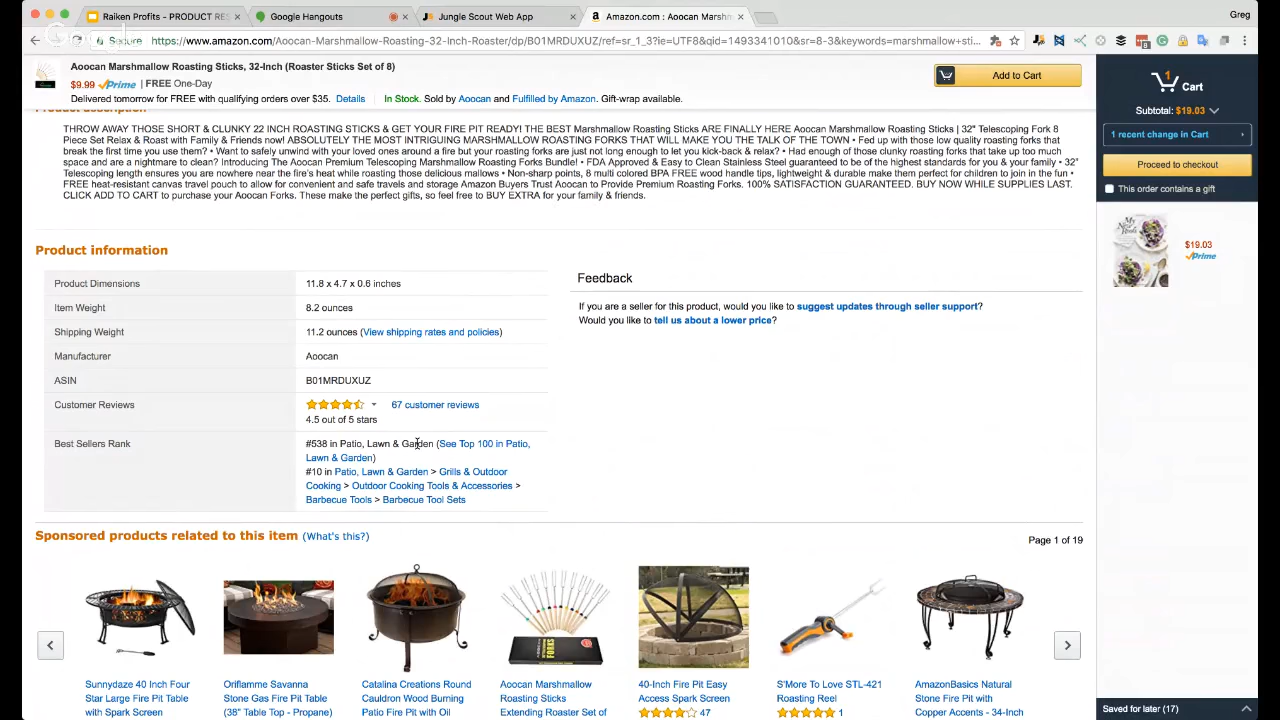 Raiken Profits - PRODUCT RES
Google Hangouts
Jungle Scout Web App
Amazon.com : Aoocan Marshm
Greg
Secure
https://www.amazon.com/Aoocan-Marshmallow-Roasting-32-Inch-Roaster/dp/B01MRDUXUZ/ref=sr_1_3?ie=UTF8&qid=1493341010&sr=8-3&keywords=marshmallow+sti...
Aoocan Marshmallow Roasting Sticks, 32-Inch (Roaster Sticks Set of 8)
$9.99 Prime | FREE One-Day
Delivered tomorrow for FREE with qualifying orders over $35. Details In Stock. Sold by Aoocan and Fulfilled by Amazon. Gift-wrap available.
Add to Cart
1
Cart
Subtotal: $19.03
1 recent change in Cart
Proceed to checkout
This order contains a gift
$19.03
Prime
Product description
THROW AWAY THOSE SHORT & CLUNKY 22 INCH ROASTING STICKS & GET YOUR FIRE PIT READY! THE BEST Marshmallow Roasting Sticks ARE FINALLY HERE Aoocan Marshmallow Roasting Sticks | 32" Telescoping Fork 8
Piece Set Relax & Roast with Family & Friends now! ABSOLUTELY THE MOST INTRIGUING MARSHMALLOW ROASTING FORKS THAT WILL MAKE YOU THE TALK OF THE TOWN • Fed up with those low quality roasting forks that
break the first time you use them? • Want to safely unwind with your loved ones around a fire but your roasting forks are just not long enough to let you kick-back & relax? • Had enough of those clunky roasting forks that take up too much
space and are a nightmare to clean? Introducing The Aoocan Premium Telescoping Marshmallow Roasting Forks Bundle! • FDA Approved & Easy to Clean Stainless Steel guaranteed to be of the highest standards for you & your family • 32"
Telescoping length ensures you are nowhere near the fire's heat while roasting those delicious mallows • Non-sharp points, 8 multi colored BPA FREE wood handle tips, lightweight & durable make them perfect for children to join in the fun •
FREE heat-resistant canvas travel pouch to allow for convenient and safe travels and storage Amazon Buyers Trust Aoocan to Provide Premium Roasting Forks. 100% SATISFACTION GUARANTEED. BUY NOW WHILE SUPPLIES LAST.
CLICK ADD TO CART to purchase your Aoocan Forks. These make the perfect gifts, so feel free to BUY EXTRA for your family & friends.
Product information
Product Dimensions 11.8 x 4.7 x 0.6 inches
Item Weight 8.2 ounces
Shipping Weight 11.2 ounces (View shipping rates and policies)
Manufacturer Aoocan
ASIN B01MRDUXUZ
Customer Reviews 67 customer reviews
4.5 out of 5 stars
Best Sellers Rank #538 in Patio, Lawn & Garden (See Top 100 in Patio,
Lawn & Garden)
#10 in Patio, Lawn & Garden > Grills & Outdoor
Cooking > Outdoor Cooking Tools & Accessories >
Barbecue Tools > Barbecue Tool Sets
Feedback
If you are a seller for this product, would you like to suggest updates through seller support?
Would you like to tell us about a lower price?
Sponsored products related to this item (What's this?)
Page 1 of 19
Sunnydaze 40 Inch Four
Star Large Fire Pit Table
with Spark Screen
Oriflamme Savanna
Stone Gas Fire Pit Table
(38" Table Top - Propane)
Catalina Creations Round
Cauldron Wood Burning
Patio Fire Pit with Oil
Aoocan Marshmallow
Roasting Sticks
Extending Roaster Set of
40-Inch Fire Pit Easy
Access Spark Screen
47
S'More To Love STL-421
Roasting Reel
1
AmazonBasics Natural
Stone Fire Pit with
Copper Accents - 34-Inch
Saved for later (17)